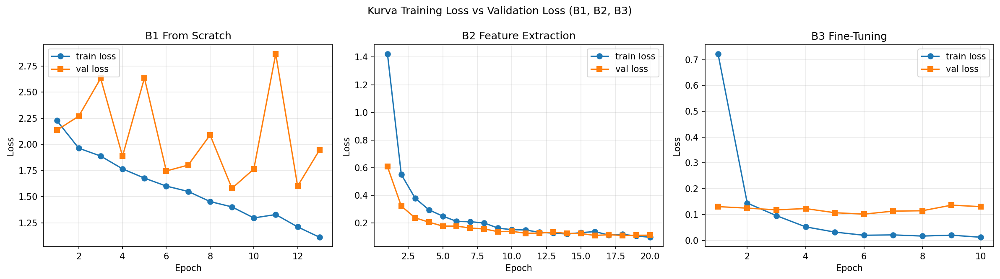 Kurva Training Loss vs Validation Loss (B1, B2, B3)
B1 From Scratch
train loss
val loss
2.75
2.50
2.25
2.00
1.75
1.50
1.25
Loss
2 4 6 8 10 12
Epoch
B2 Feature Extraction
train loss
val loss
1.4
1.2
1.0
0.8
0.6
0.4
0.2
Loss
2.5 5.0 7.5 10.0 12.5 15.0 17.5 20.0
Epoch
B3 Fine-Tuning
train loss
val loss
0.7
0.6
0.5
0.4
0.3
0.2
0.1
0.0
Loss
2 4 6 8 10
Epoch